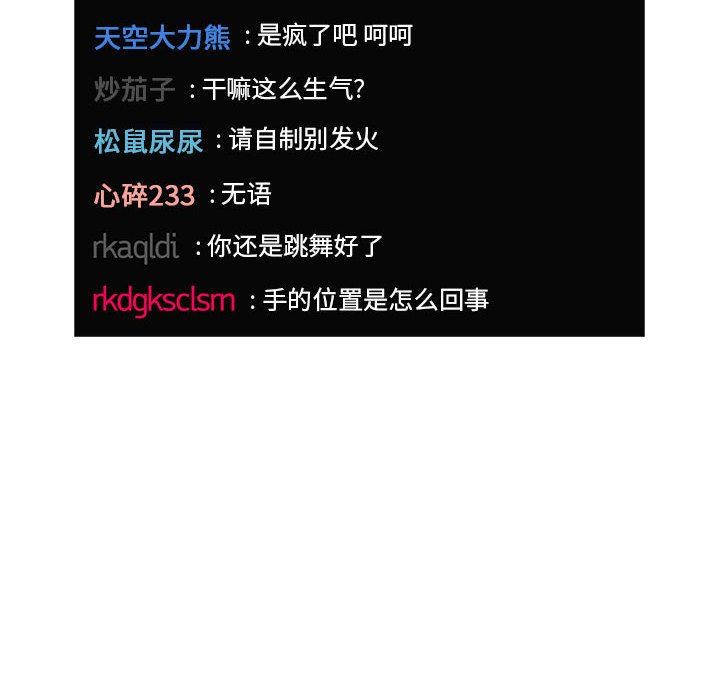 天空大力熊 : 是疯了吧 呵呵
炒茄子 : 干嘛这么生气?
松鼠尿尿 : 请自制别发火
心碎233 : 无语
rkaqldi : 你还是跳舞好了
rkdgksclsm : 手的位置是怎么回事